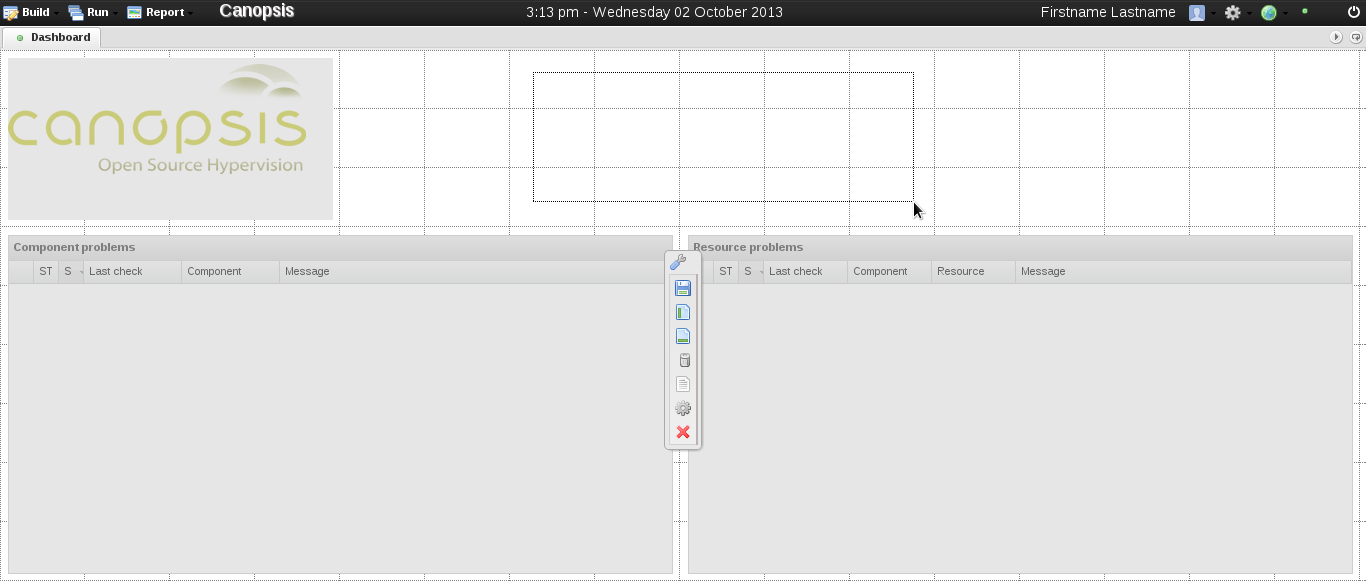 Build Run Report Canopsis 3:13 pm - Wednesday 02 October 2013 Firstname Lastname
Dashboard
canopsis
Open Source Hypervision
Component problems
ST S Last check Component Message
Resource problems
ST S Last check Component Resource Message